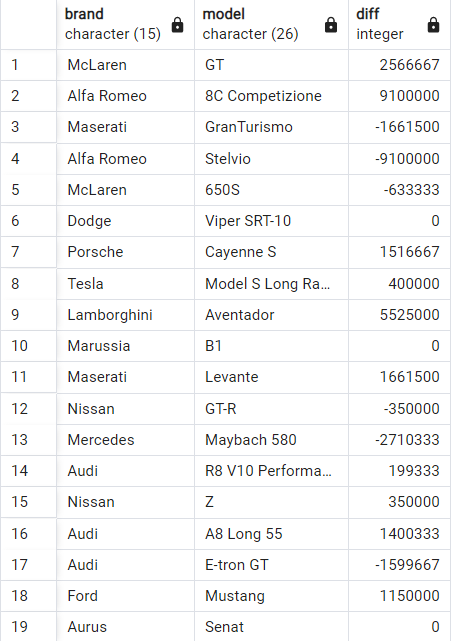 brand model diff
character (15) character (26) integer
1 McLaren GT 2566667
2 Alfa Romeo 8C Competizione 9100000
3 Maserati GranTurismo -1661500
4 Alfa Romeo Stelvio -9100000
5 McLaren 650S -633333
6 Dodge Viper SRT-10 0
7 Porsche Cayenne S 1516667
8 Tesla Model S Long Ra... 400000
9 Lamborghini Aventador 5525000
10 Marussia B1 0
11 Maserati Levante 1661500
12 Nissan GT-R -350000
13 Mercedes Maybach 580 -2710333
14 Audi R8 V10 Performa... 199333
15 Nissan Z 350000
16 Audi A8 Long 55 1400333
17 Audi E-tron GT -1599667
18 Ford Mustang 1150000
19 Aurus Senat 0